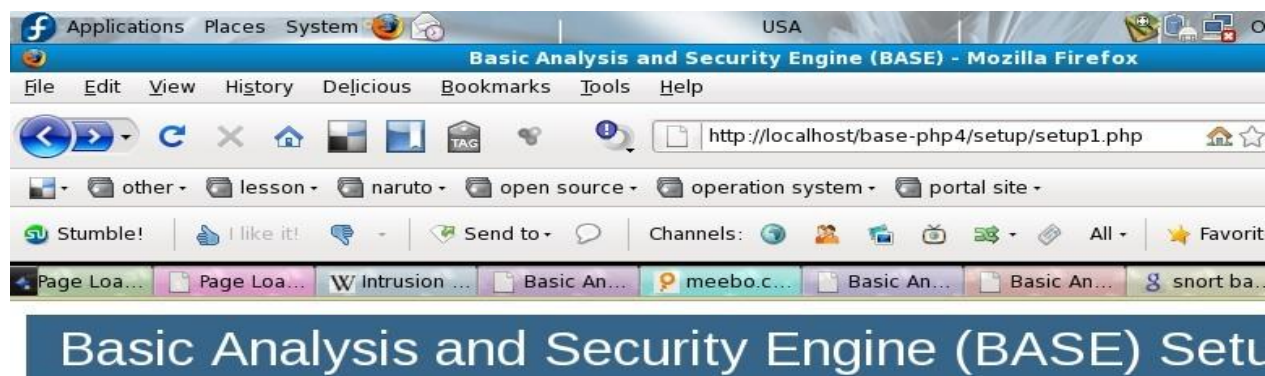 Applications Places System USA
Basic Analysis and Security Engine (BASE) - Mozilla Firefox
File Edit View History Delicious Bookmarks Tools Help
TAG http://localhost/base-php4/setup/setup1.php
other lesson naruto open source operation system portal site
Stumble! I like it! Send to Channels: All Favorit
Page Loa... Page Loa... W Intrusion ... Basic An... meebo.c... Basic An... Basic An... g snort ba..
Basic Analysis and Security Engine (BASE) Setu